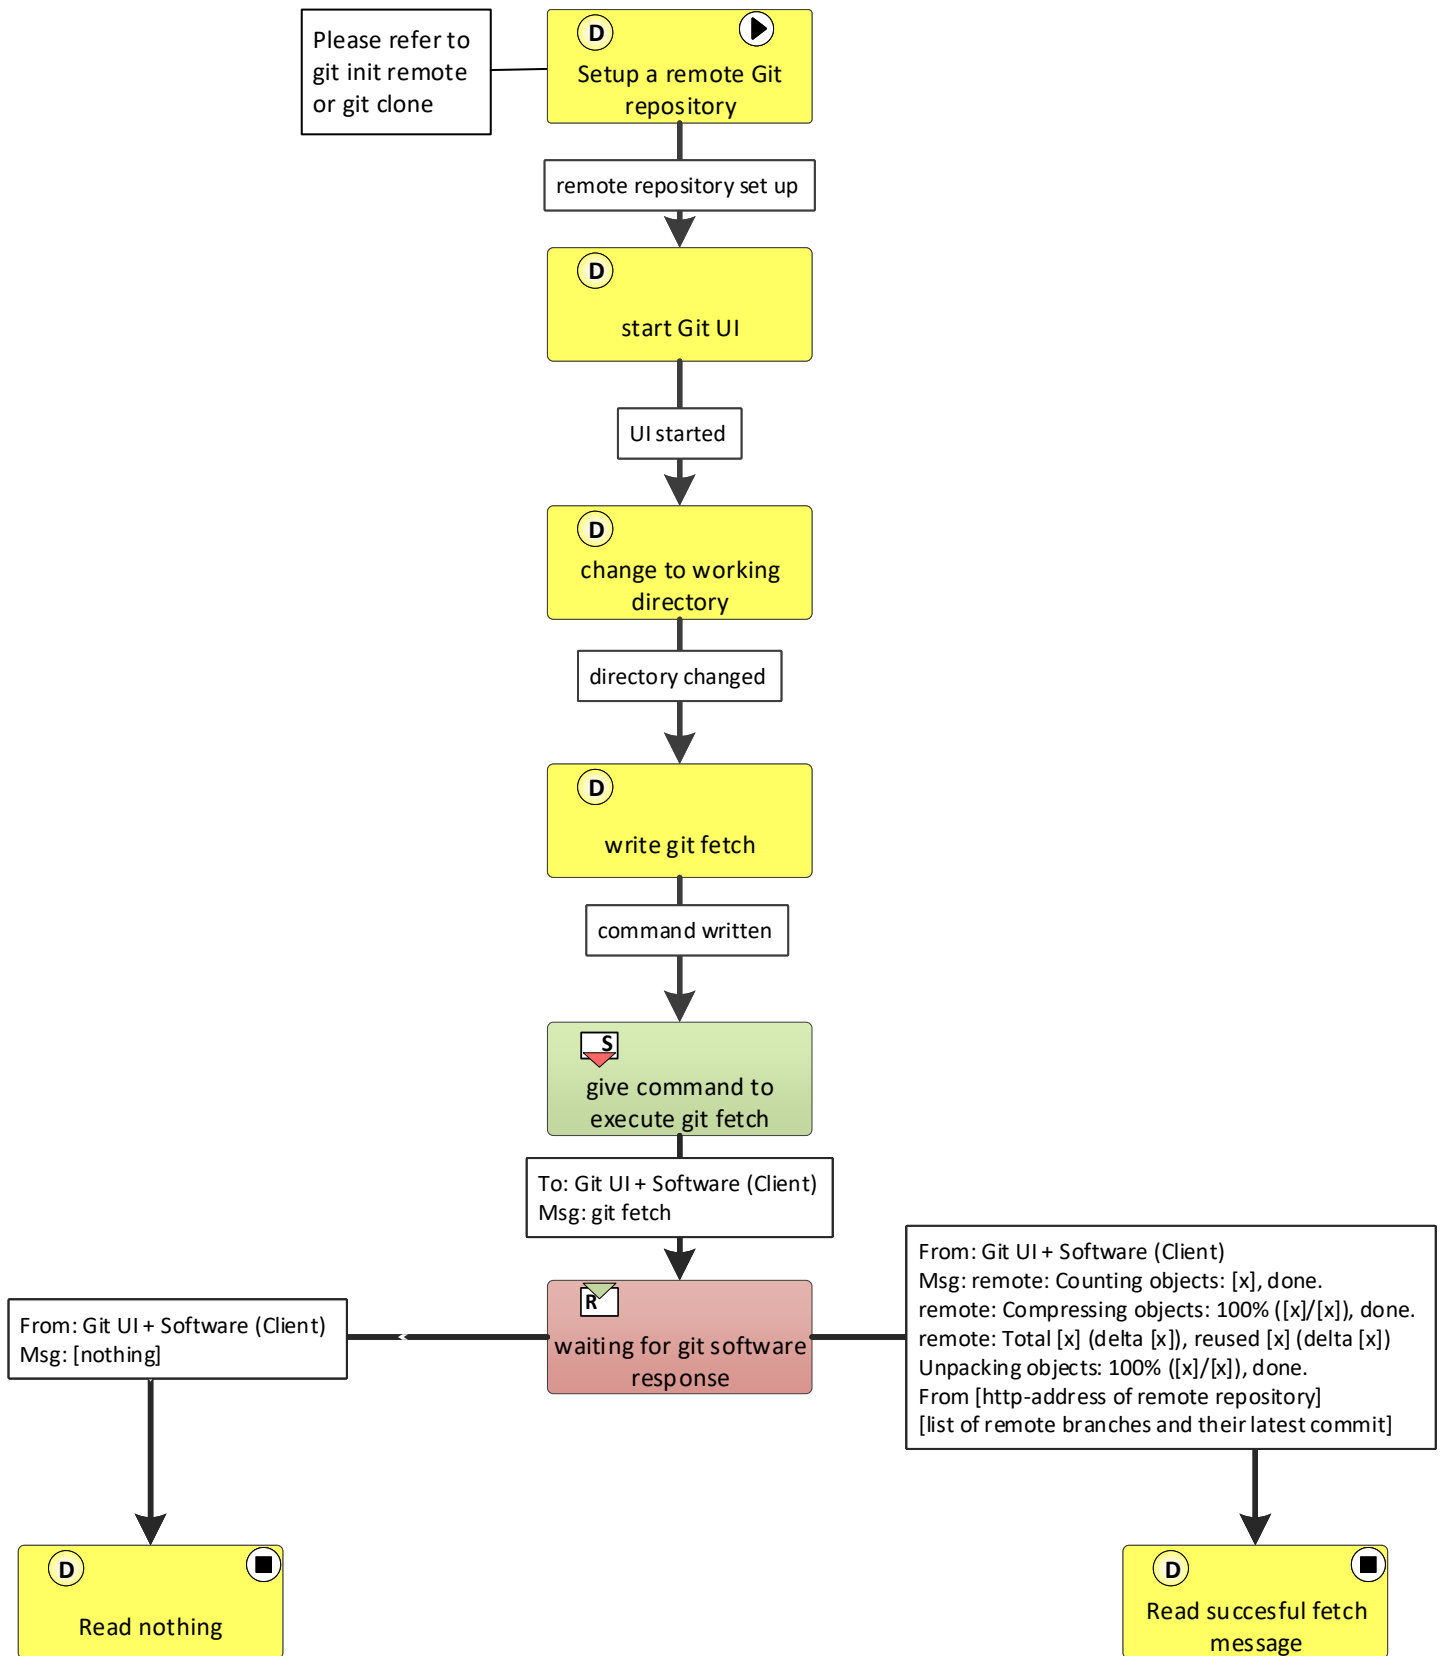 Please refer to
git init remote
or git clone
D
Setup a remote Git
repository
remote repository set up
D
start Git UI
UI started
D
change to working
directory
directory changed
D
write git fetch
command written
S
give command to
execute git fetch
To: Git UI + Software (Client)
Msg: git fetch
From: Git UI + Software (Client)
Msg: [nothing]
R
waiting for git software
response
From: Git UI + Software (Client)
Msg: remote: Counting objects: [x], done.
remote: Compressing objects: 100% ([x]/[x]), done.
remote: Total [x] (delta [x]), reused [x] (delta [x])
Unpacking objects: 100% ([x]/[x]), done.
From [http-address of remote repository]
[list of remote branches and their latest commit]
D
Read nothing
D
Read succesful fetch
message